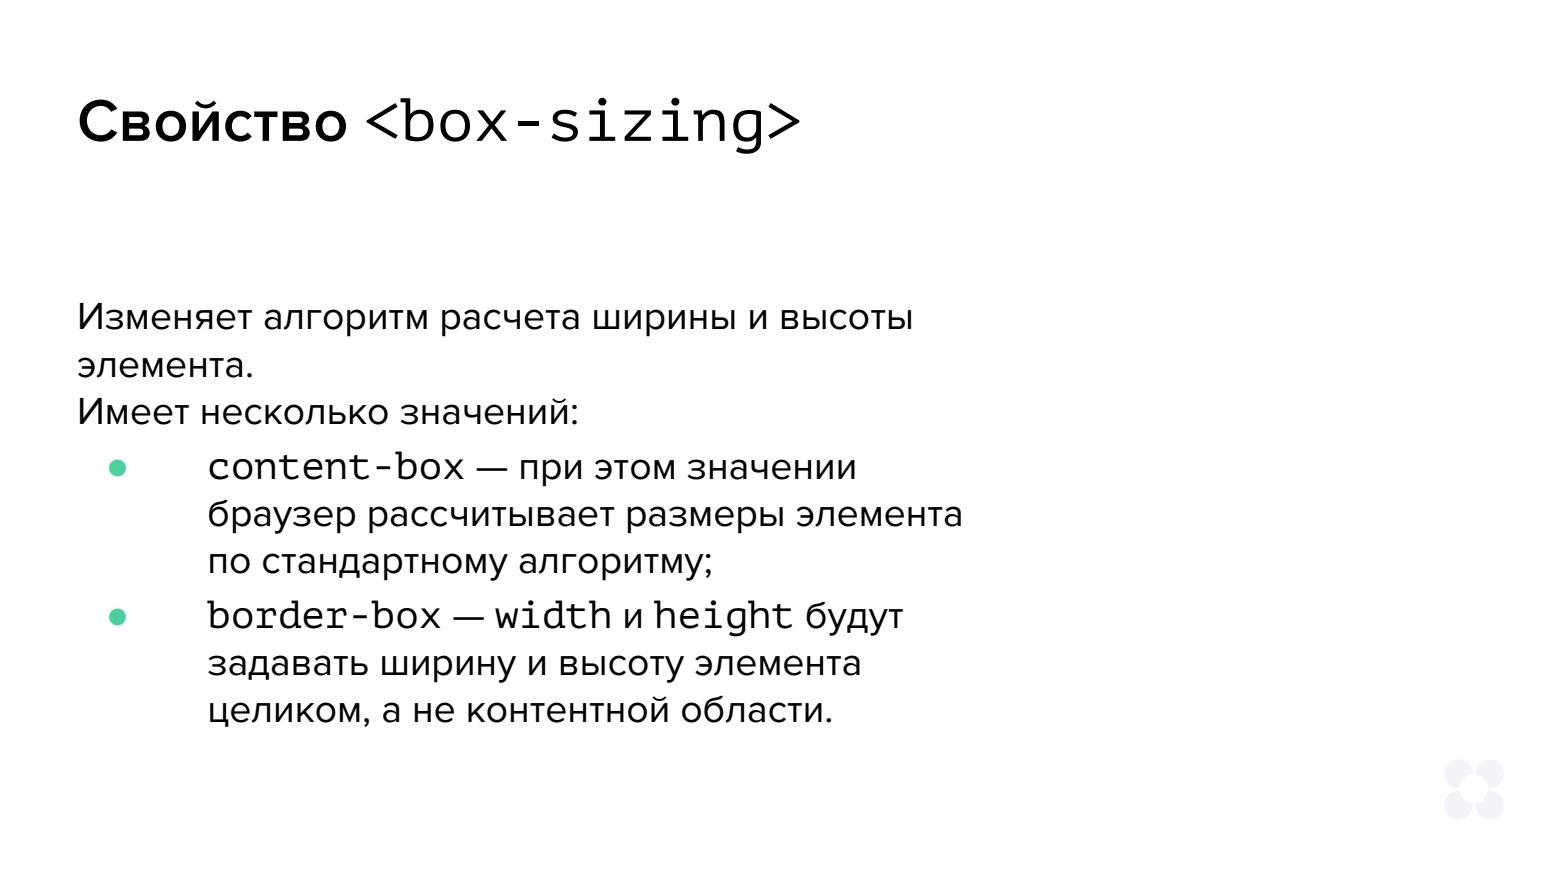 Свойство <box-sizing>
Изменяет алгоритм расчета ширины и высоты
элемента.
Имеет несколько значений:
● content-box — при этом значении
браузер рассчитывает размеры элемента
по стандартному алгоритму;
● border-box — width и height будут
задавать ширину и высоту элемента
целиком, а не контентной области.